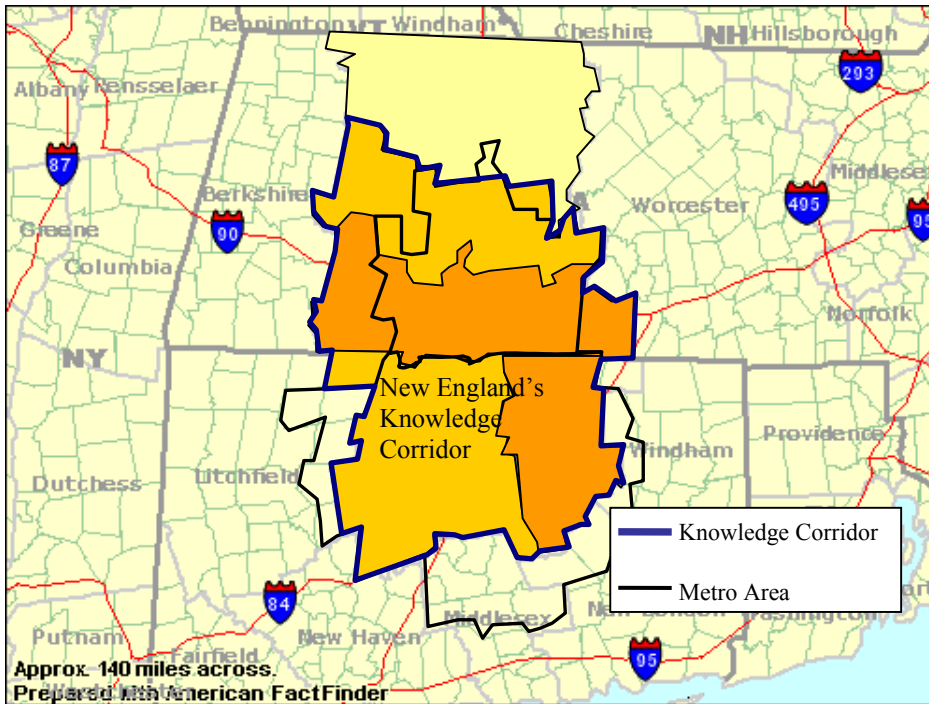 Bennington
VT
Windham
Cheshire
NH
Hillsborough
293
Albany
Rensselaer
87
Berkshire
Middlesex
Worcester
495
95
90
Greene
Columbia
Norfolk
NY
New England's
Knowledge
Corridor
Windham
Providence
Litchfield
Dutchess
Knowledge Corridor
Metro Area
84
Middlesex
New London
Washington
Putnam
New Haven
Fairfield
95
Approx. 140 miles across.
Prepared with American FactFinder